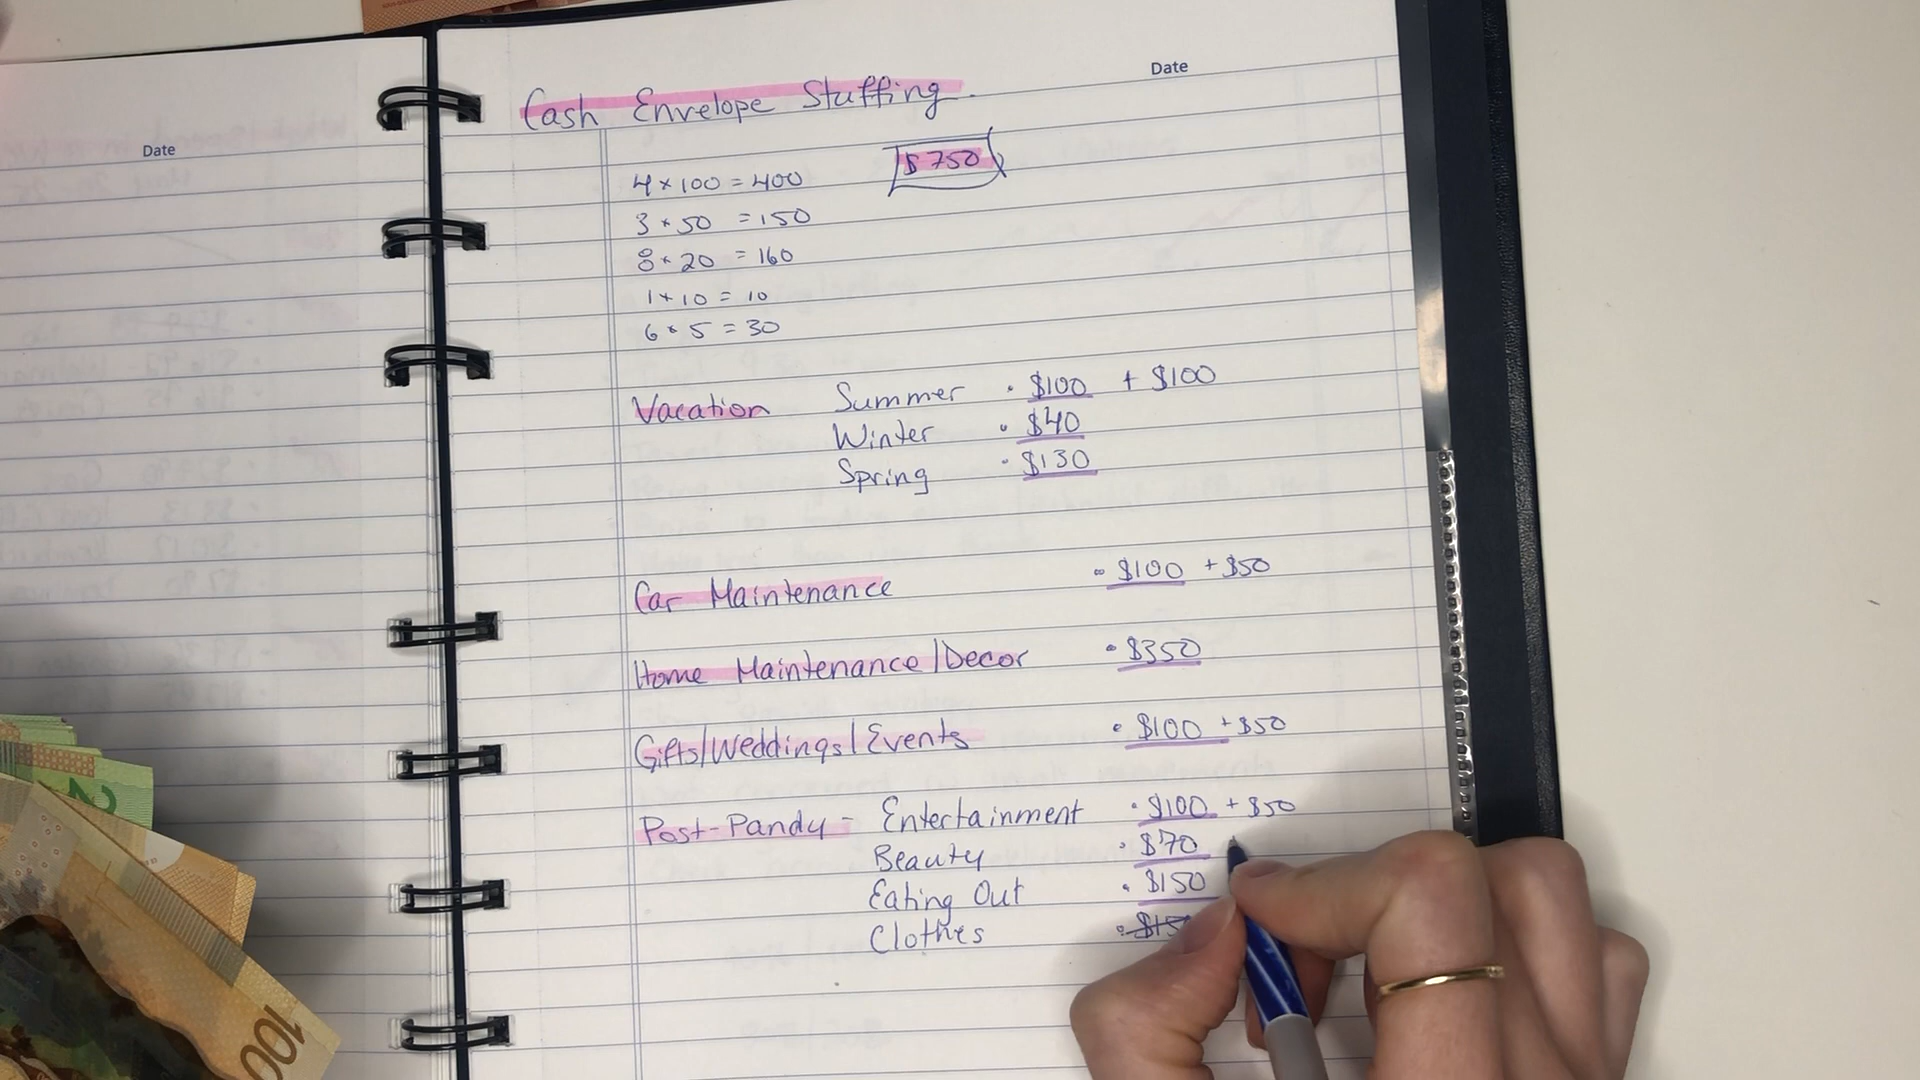 Date
Date
Cash Envelope Stuffing.
$750
4 × 100 = 400
3 × 50 = 150
8 × 20 = 160
1 × 10 = 10
6 × 5 = 30
Vacation Summer • $100 + $100
Winter • $40
Spring • $130
Car Maintenance • $100 + $50
Home Maintenance/Decor • $350
Gifts/Weddings/Events • $100 + $50
Post-Pandy - Entertainment • $100 + $50
Beauty • $70
Eating Out • $150
Clothes
2
100